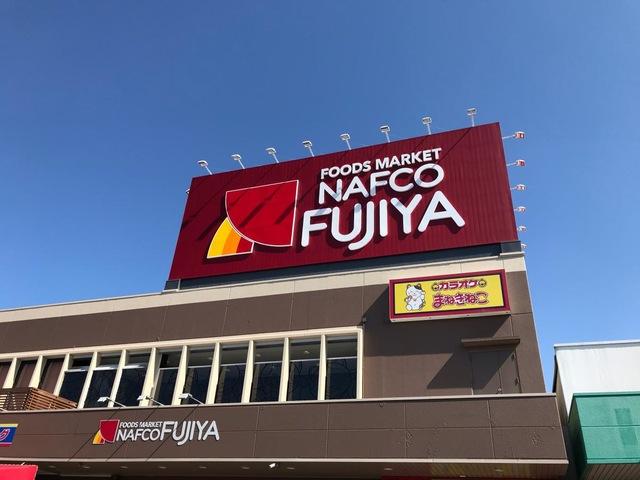 FOODS MARKET
NAFCO
FUJIYA
カラオケ
まねきねこ
FOODS MARKET
NAFCO FUJIYA